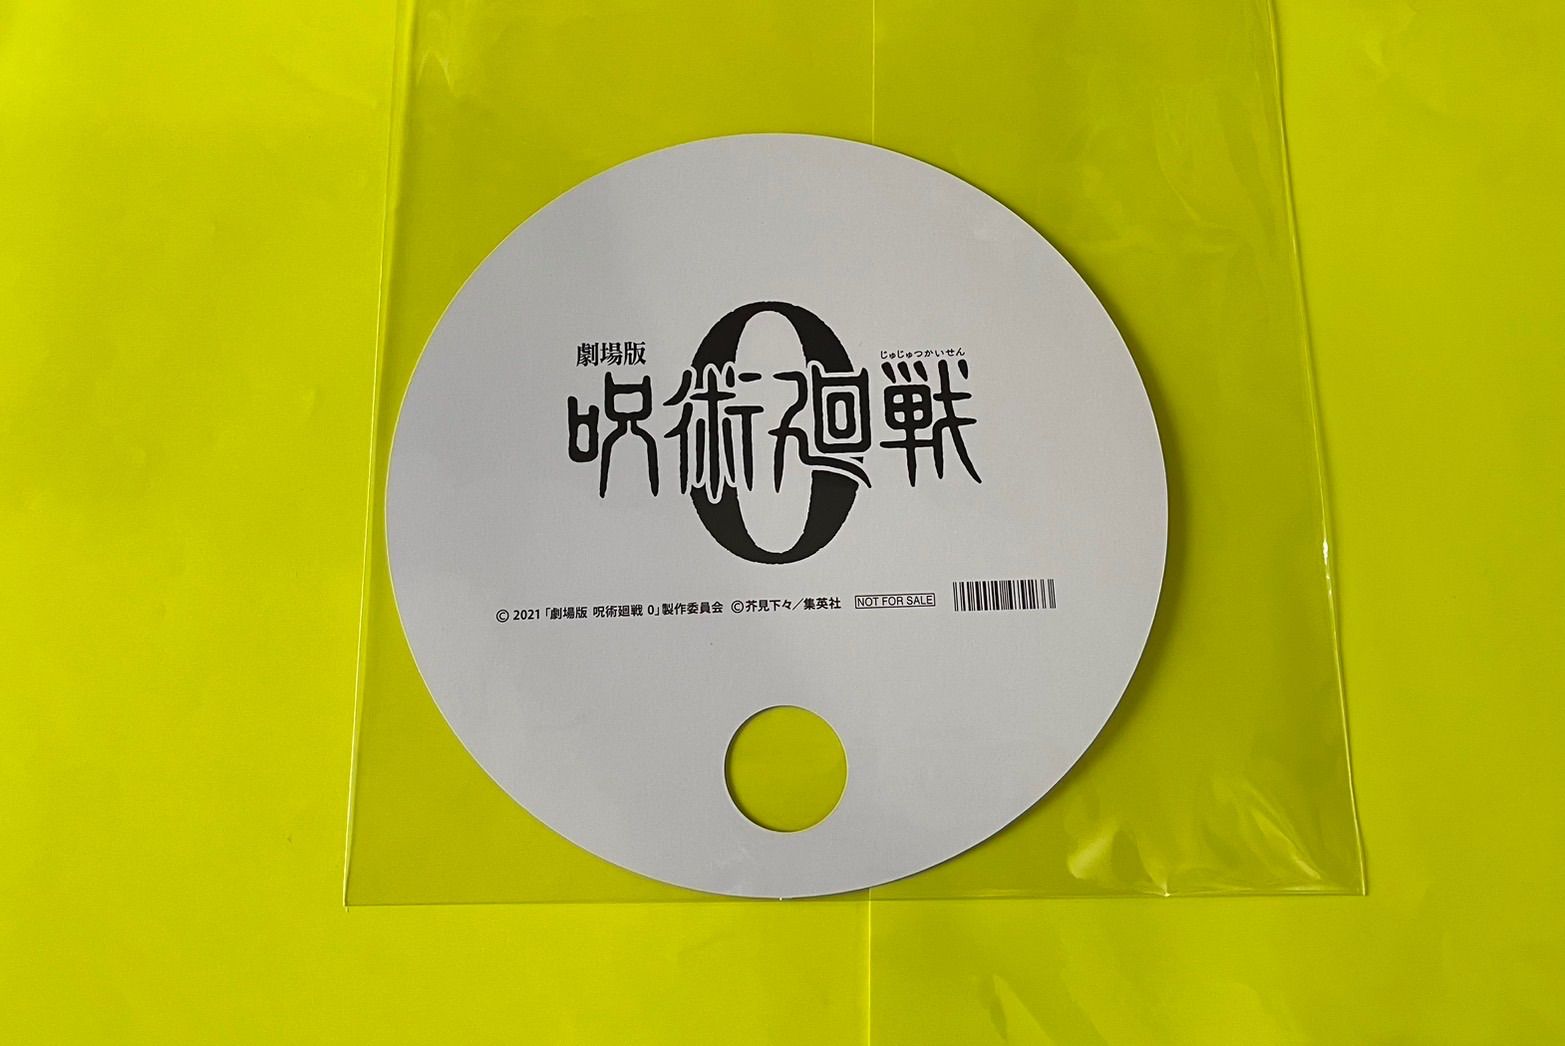 劇場版
じゅじゅつかいせん
呪術廻戦
0
© 2021 「劇場版 呪術廻戦 0」製作委員会 ©芥見下々／集英社 NOT FOR SALE